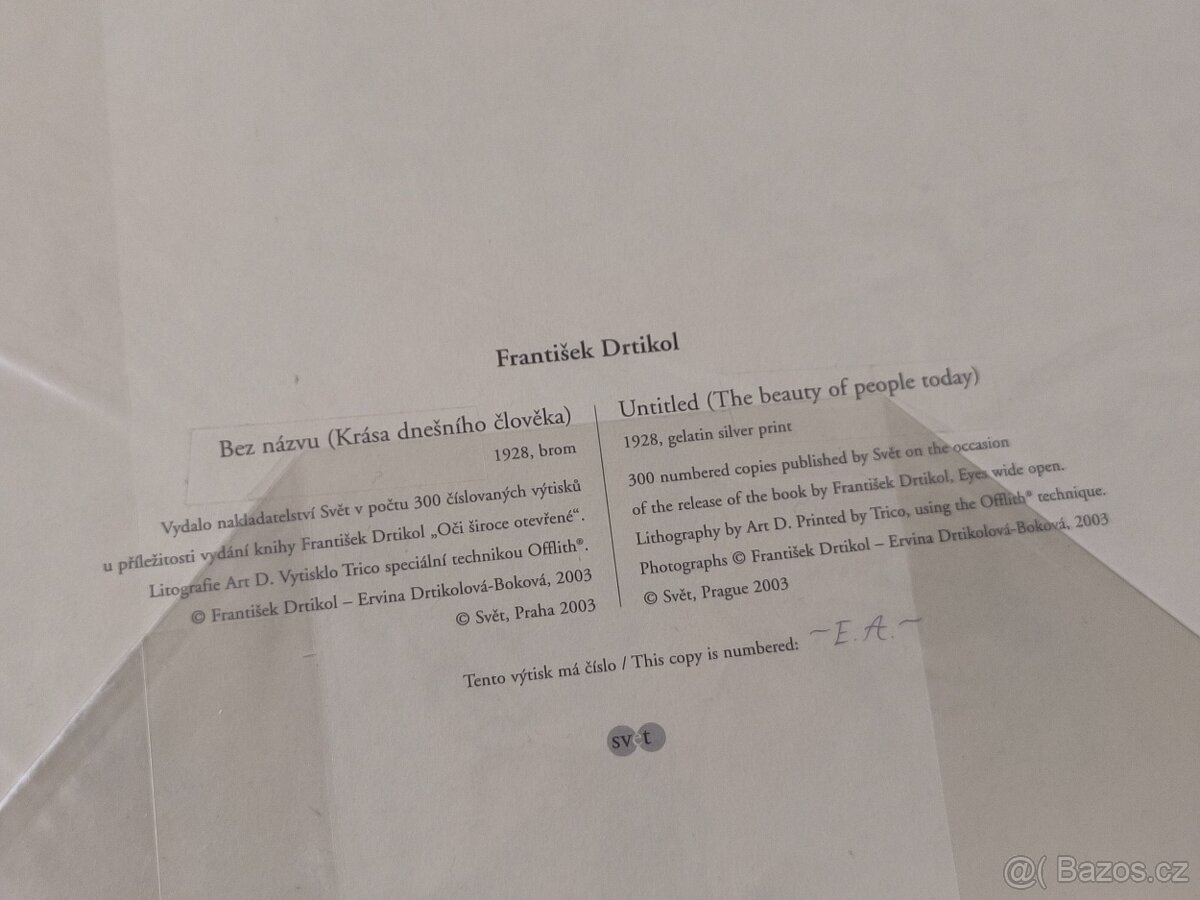 František Drtikol
Bez názvu (Krása dnešního člověka)
1928, brom
Vydalo nakladatelství Svět v počtu 300 číslovaných výtisků
u příležitosti vydání knihy František Drtikol „Oči široce otevřené“.
Litografie Art D. Vytisklo Trico speciální technikou Offlith®.
© František Drtikol – Ervina Drtikolová-Boková, 2003
© Svět, Praha 2003
Untitled (The beauty of people today)
1928, gelatin silver print
300 numbered copies published by Svět on the occasion
of the release of the book by František Drtikol, Eyes wide open.
Lithography by Art D. Printed by Trico, using the Offlith® technique.
Photographs © František Drtikol – Ervina Drtikolová-Boková, 2003
© Svět, Prague 2003
Tento výtisk má číslo / This copy is numbered: ~E.A.~
svět
@( Bazos.cz